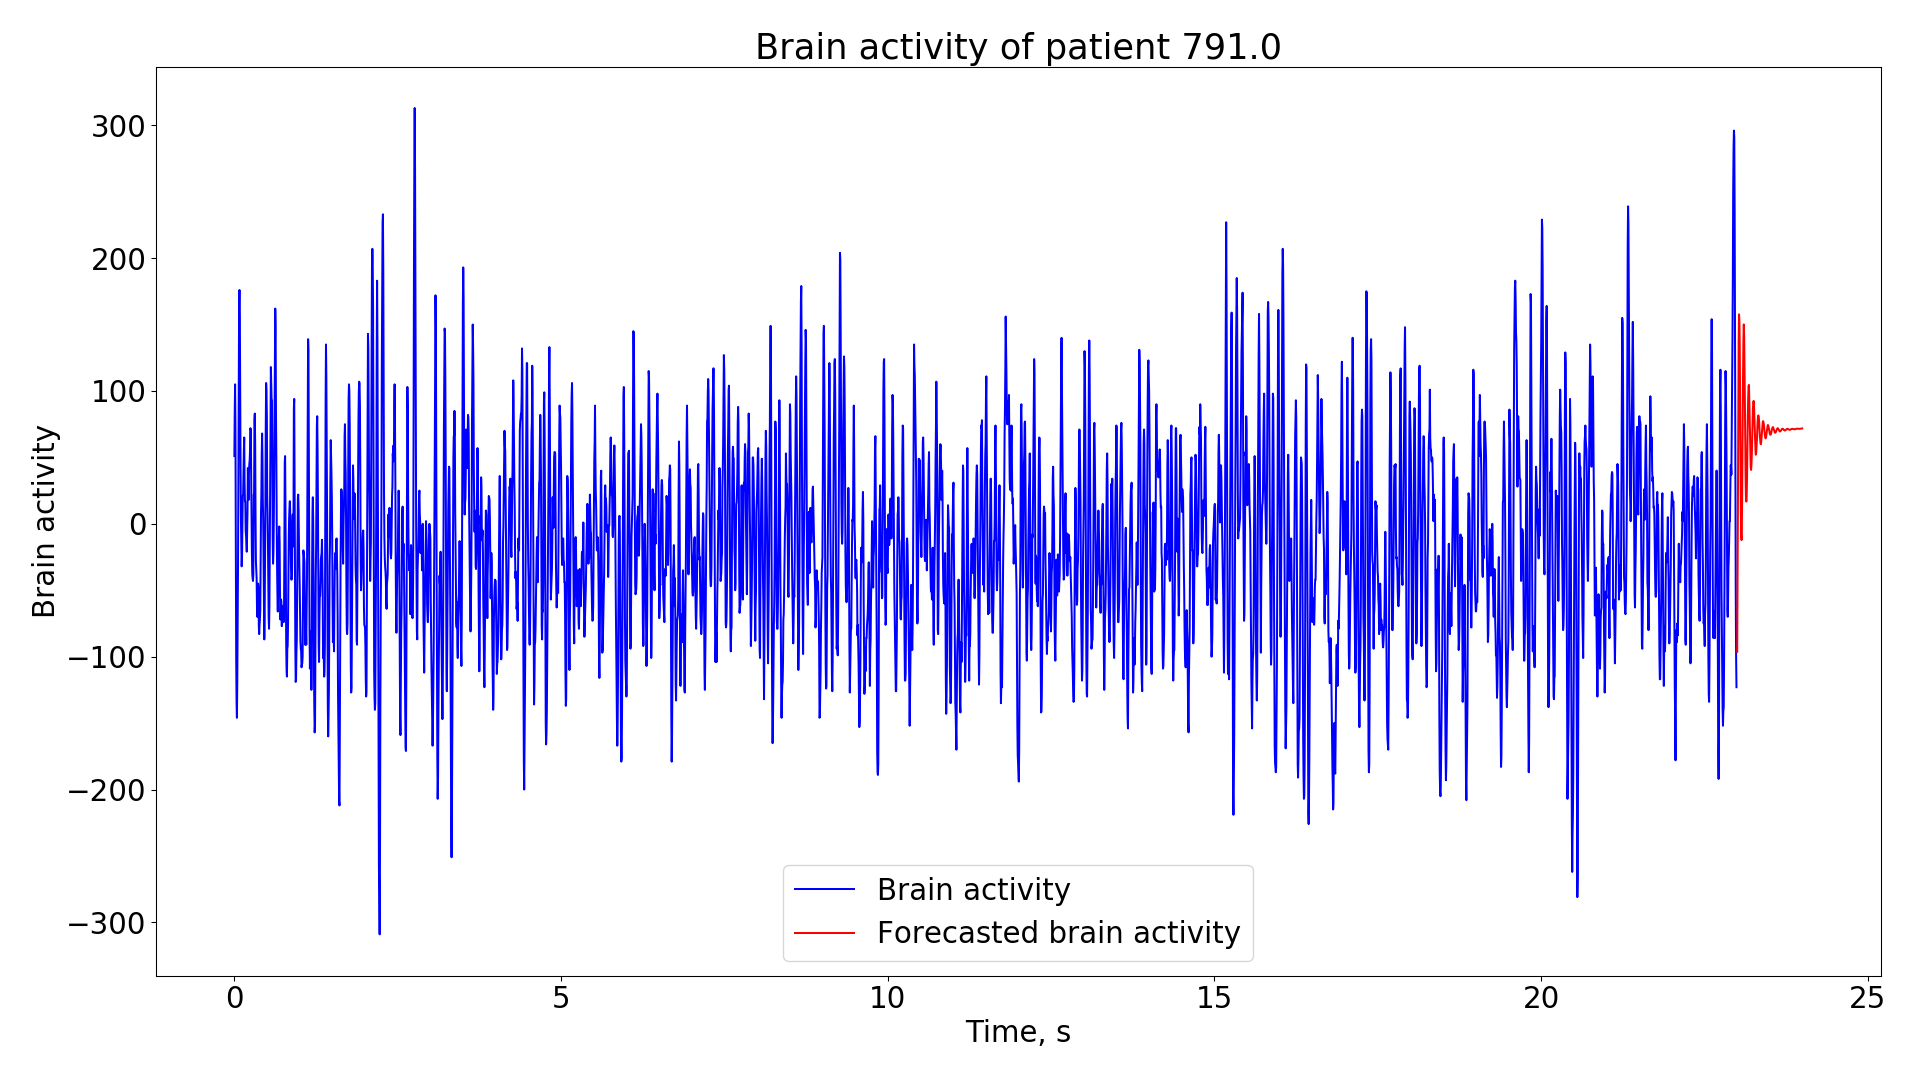 Brain activity of patient 791.0
Brain activity
300
200
100
0
−100
−200
−300
Brain activity
Forecasted brain activity
0 5 10 15 20 25
Time, s